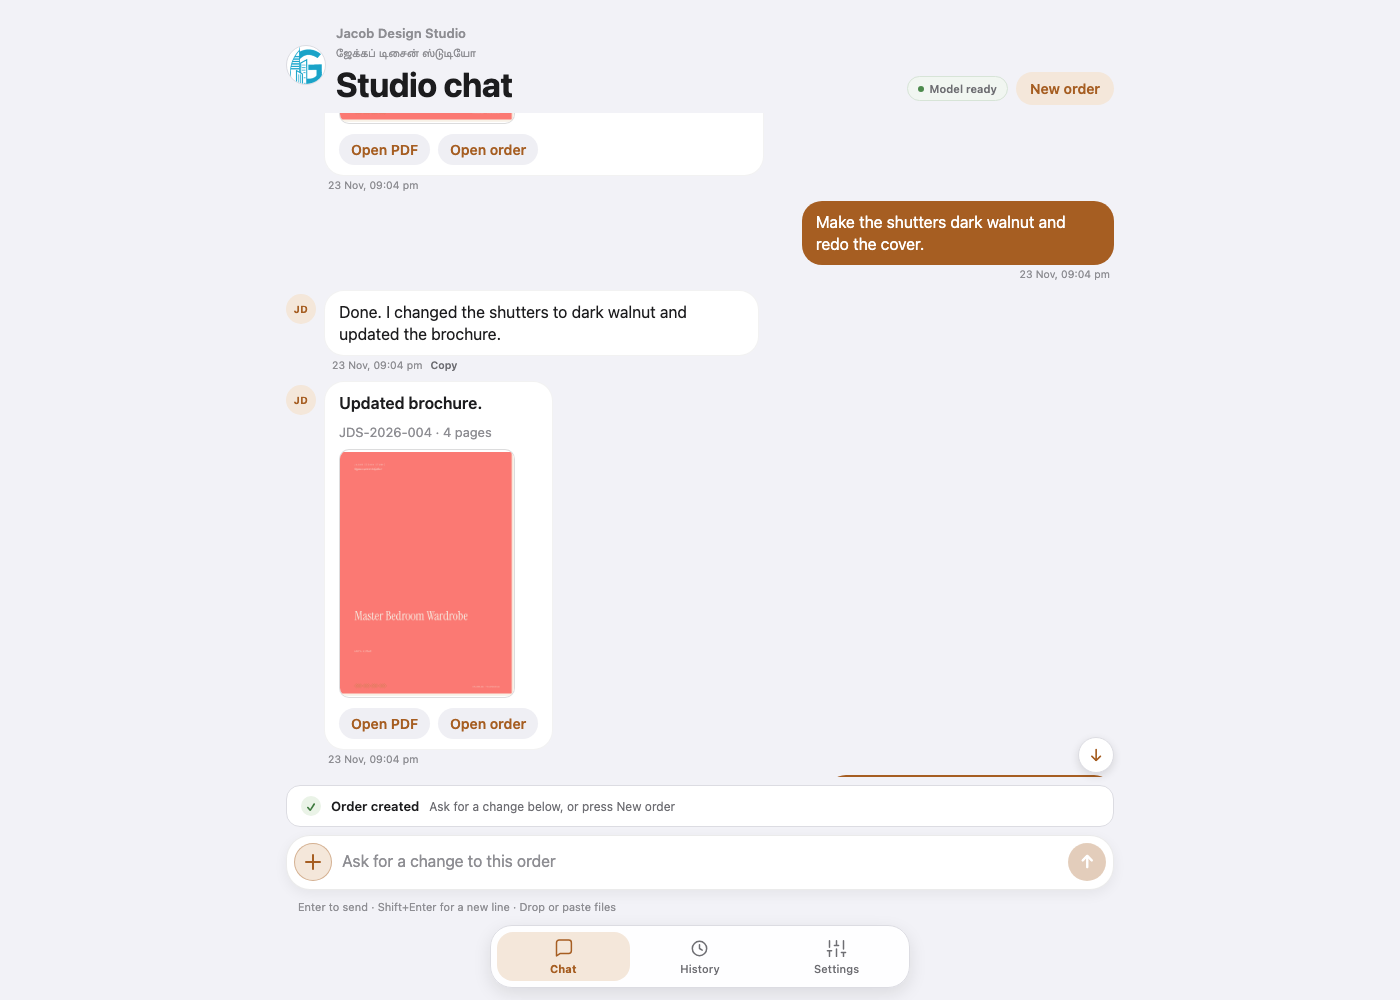 Jacob Design Studio
ஜேக்கப் டிசைன் ஸ்டுடியோ
Studio chat
Model ready
New order
Open PDF
Open order
23 Nov, 09:04 pm
Make the shutters dark walnut and
redo the cover.
23 Nov, 09:04 pm
JD
Done. I changed the shutters to dark walnut and
updated the brochure.
23 Nov, 09:04 pm Copy
JD
Updated brochure.
JDS-2026-004 · 4 pages
Master Bedroom Wardrobe
Open PDF
Open order
23 Nov, 09:04 pm
Order created Ask for a change below, or press New order
Ask for a change to this order
Enter to send · Shift+Enter for a new line · Drop or paste files
Chat
History
Settings